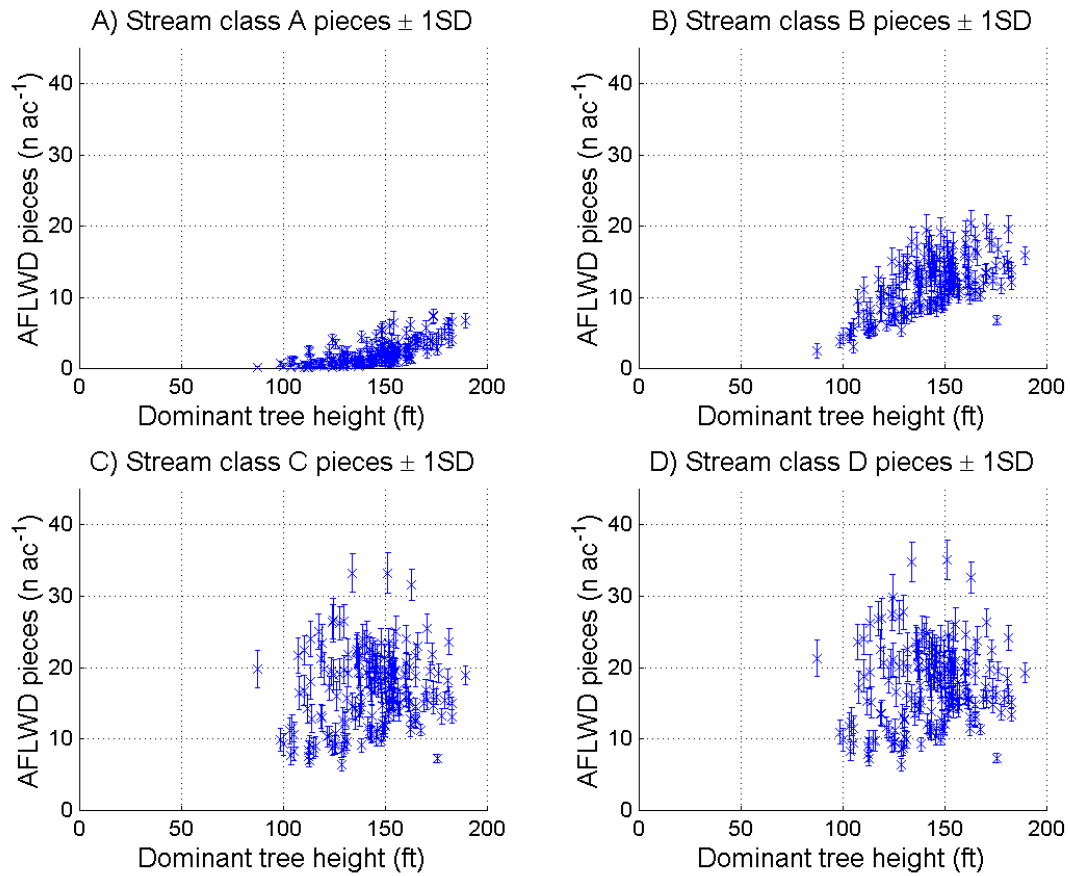 A) Stream class A pieces ± 1SD
AFLWD pieces (n ac⁻¹)
40
30
20
10
0
0 50 100 150 200
Dominant tree height (ft)
B) Stream class B pieces ± 1SD
AFLWD pieces (n ac⁻¹)
40
30
20
10
0
0 50 100 150 200
Dominant tree height (ft)
C) Stream class C pieces ± 1SD
AFLWD pieces (n ac⁻¹)
40
30
20
10
0
0 50 100 150 200
Dominant tree height (ft)
D) Stream class D pieces ± 1SD
AFLWD pieces (n ac⁻¹)
40
30
20
10
0
0 50 100 150 200
Dominant tree height (ft)